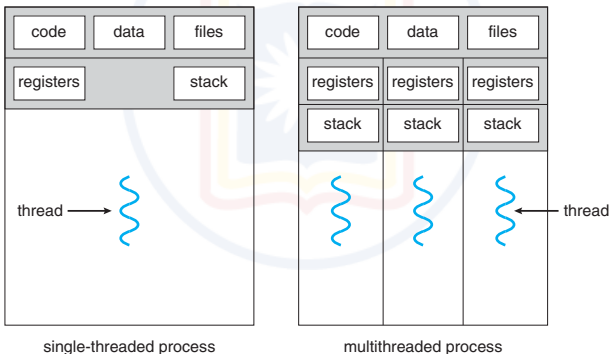 code data files
registers stack
thread
single-threaded process
code data files
registers registers registers
stack stack stack
thread
multithreaded process